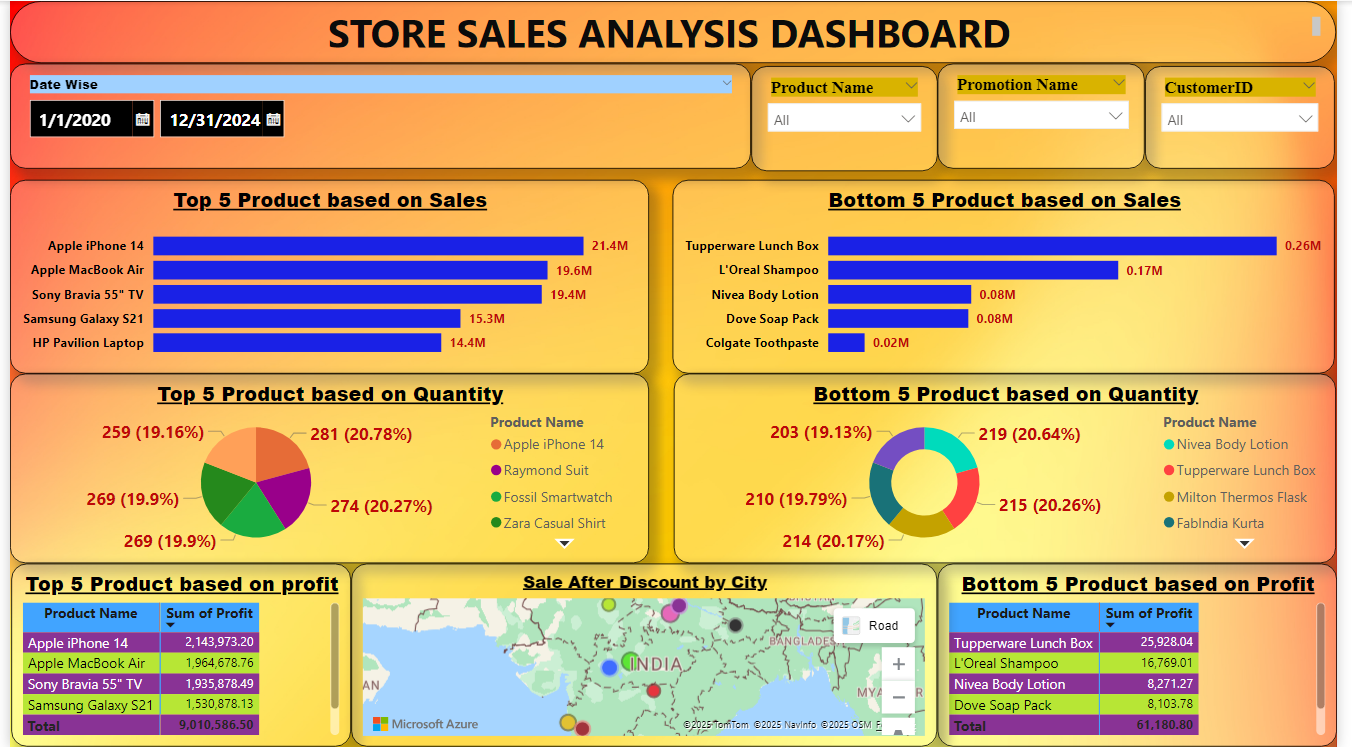 STORE SALES ANALYSIS DASHBOARD
Date Wise
1/1/2020 12/31/2024
Product Name
All
Promotion Name
All
CustomerID
All
Top 5 Product based on Sales
Apple iPhone 14 21.4M
Apple MacBook Air 19.6M
Sony Bravia 55" TV 19.4M
Samsung Galaxy S21 15.3M
HP Pavilion Laptop 14.4M
Bottom 5 Product based on Sales
Tupperware Lunch Box 0.26M
L'Oreal Shampoo 0.17M
Nivea Body Lotion 0.08M
Dove Soap Pack 0.08M
Colgate Toothpaste 0.02M
Top 5 Product based on Quantity
259 (19.16%) 281 (20.78%)
269 (19.9%) 274 (20.27%)
269 (19.9%)
Product Name
Apple iPhone 14
Raymond Suit
Fossil Smartwatch
Zara Casual Shirt
Bottom 5 Product based on Quantity
203 (19.13%) 219 (20.64%)
210 (19.79%) 215 (20.26%)
214 (20.17%)
Product Name
Nivea Body Lotion
Tupperware Lunch Box
Milton Thermos Flask
FabIndia Kurta
Top 5 Product based on profit
Product Name Sum of Profit
Apple iPhone 14 2,143,973.20
Apple MacBook Air 1,964,678.76
Sony Bravia 55" TV 1,935,878.49
Samsung Galaxy S21 1,530,878.13
Total 9,010,586.50
Sale After Discount by City
Road
BANGLADES
INDIA
AN
MYA
Microsoft Azure
©2025 TomTom ©2025 NavInfo ©2025 OSM
Bottom 5 Product based on Profit
Product Name Sum of Profit
Tupperware Lunch Box 25,928.04
L'Oreal Shampoo 16,769.01
Nivea Body Lotion 8,271.27
Dove Soap Pack 8,103.78
Total 61,180.80